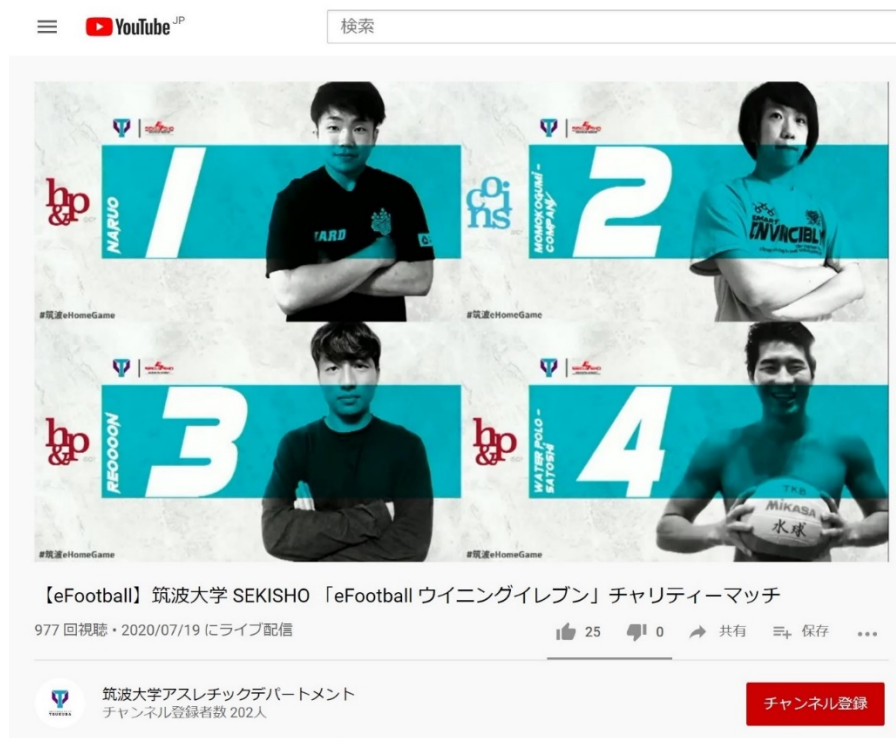 YouTube JP
検索
h&p
1
NARUO
HARD
#筑波eHomeGame
coins
2
MOMOKOGUMI-
COMPANY
INVINCIBL
#筑波eHomeGame
h&p
3
REOOOON
#筑波eHomeGame
h&p
4
WATER POLO -
SATOSHI
TKB
MIKASA
水球
#筑波eHomeGame
【eFootball】筑波大学 SEKISHO 「eFootball ウイニングイレブン」チャリティーマッチ
977 回視聴・2020/07/19 にライブ配信
25
0
共有
保存
筑波大学アスレチックデパートメント
チャンネル登録者数 202人
チャンネル登録
TSUKUBA